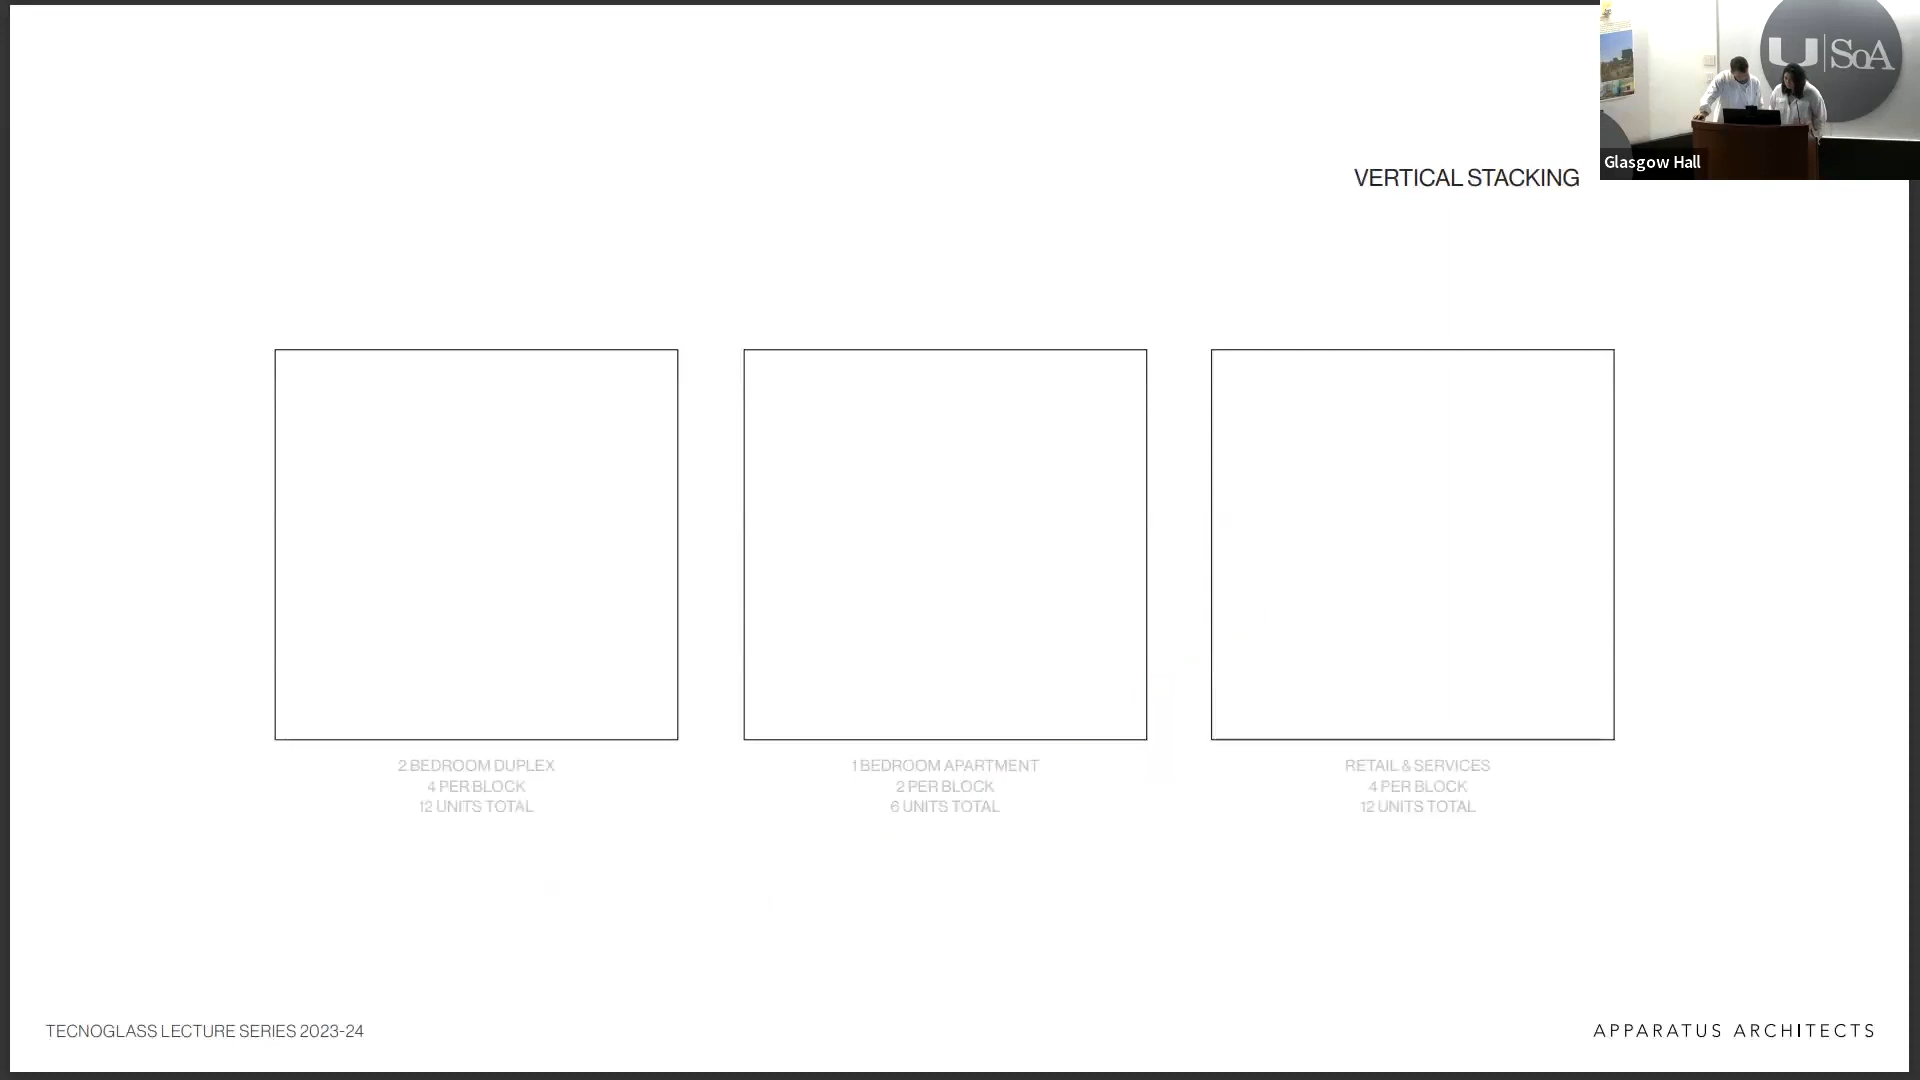 U SoA
Glasgow Hall
VERTICAL STACKING
2 BEDROOM DUPLEX
4 PER BLOCK
12 UNITS TOTAL
1 BEDROOM APARTMENT
2 PER BLOCK
6 UNITS TOTAL
RETAIL & SERVICES
4 PER BLOCK
12 UNITS TOTAL
TECNOGLASS LECTURE SERIES 2023-24
APPARATUS ARCHITECTS